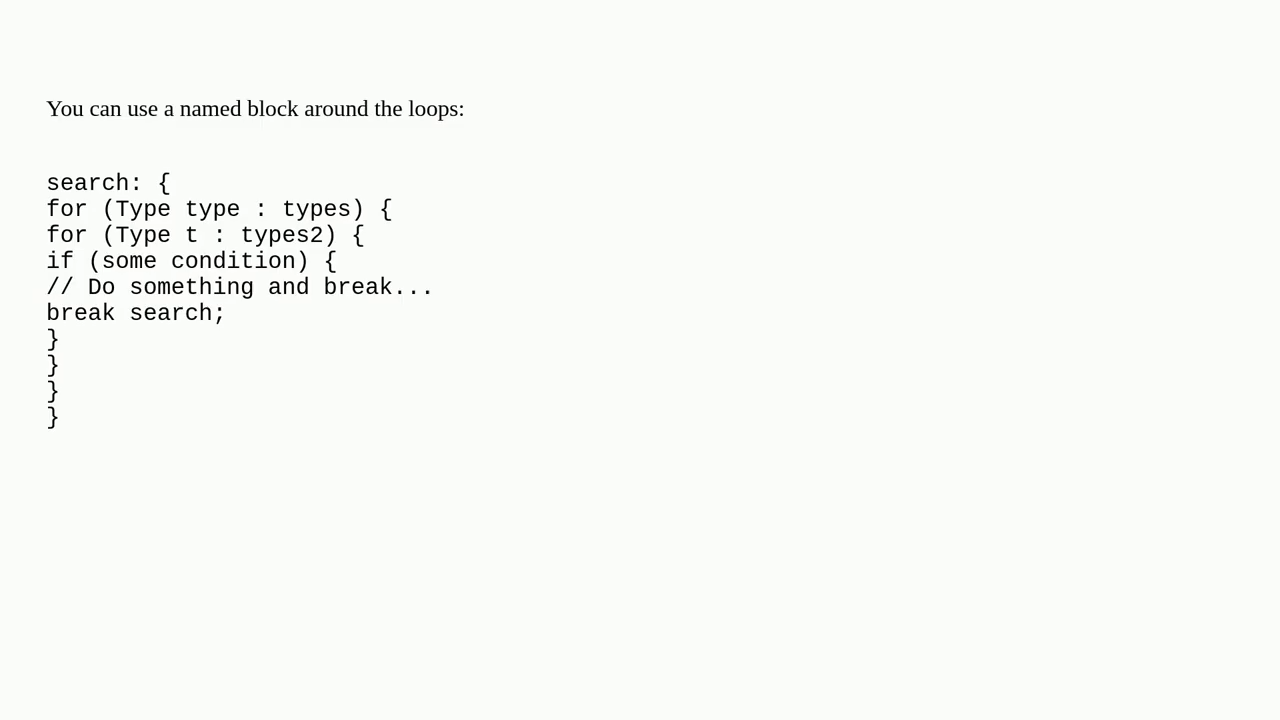 You can use a named block around the loops:
search: {
for (Type type : types) {
for (Type t : types2) {
if (some condition) {
// Do something and break...
break search;
}
}
}
}